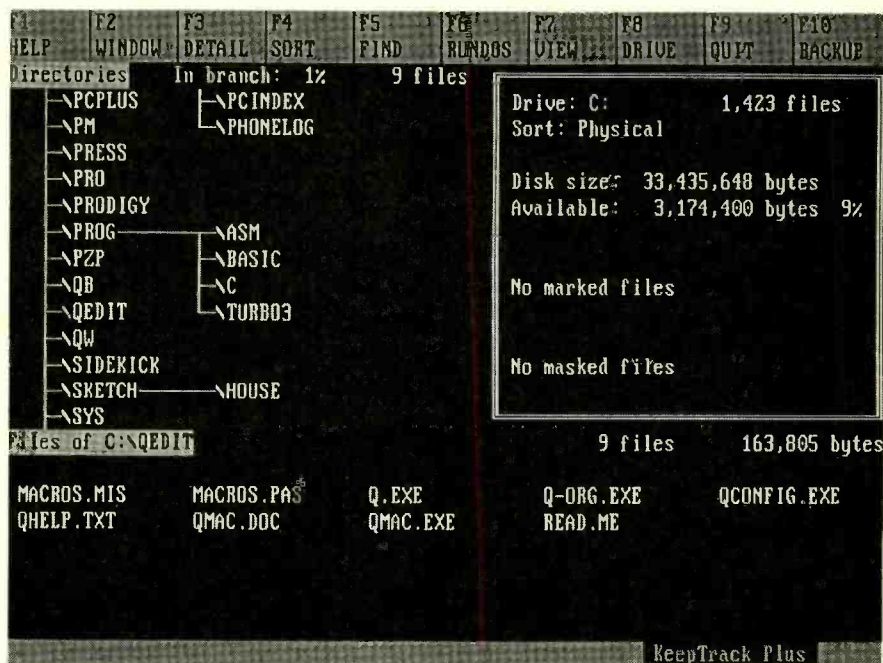 F1 F2 F3 F4 F5 F6 F7 F8 F9 F10
HELP WINDOW DETAIL SORT FIND RUNDOS VIEW DRIVE QUIT BACKUP
Directories In branch: 1% 9 files
\PCPLUS \PCINDEX
\PM \PHONELOG
\PRESS
\PRO
\PRODIGY
\PROG \ASM
\PZP \BASIC
\QB \C
\QEDIT \TURBO3
\QW
\SIDEKICK
\SKETCH \HOUSE
\SYS
Drive: C: 1,423 files
Sort: Physical
Disk size: 33,435,648 bytes
Available: 3,174,400 bytes 9%
No marked files
No masked files
Files of C:\QEDIT 9 files 163,805 bytes
MACROS.MIS MACROS.PAS Q.EXE Q-ORG.EXE QCONFIG.EXE
QHELP.TXT QMAC.DOC QMAC.EXE READ.ME
KeepTrack Plus